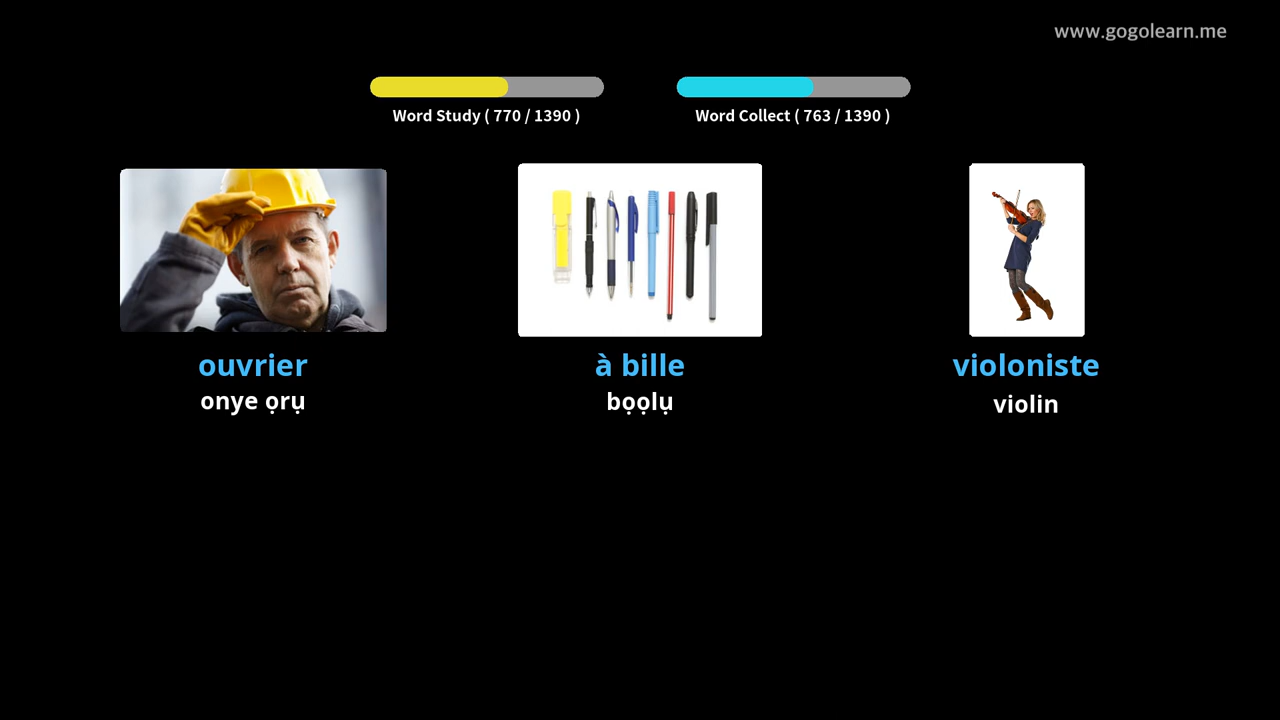 www.gogolearn.me
Word Study ( 770 / 1390 )
Word Collect ( 763 / 1390 )
ouvrier
onye ọrụ
à bille
bọọlụ
violoniste
violin